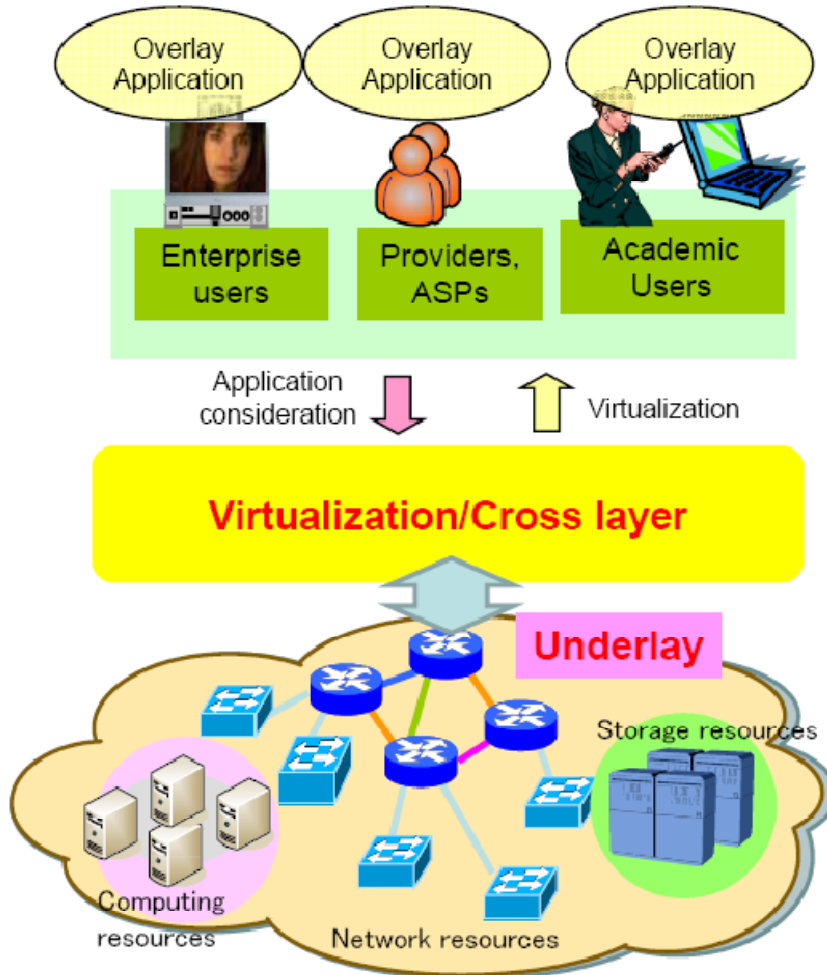 Overlay
Application
Overlay
Application
Overlay
Application
Enterprise
users
Providers,
ASPs
Academic
Users
Application
consideration
Virtualization
Virtualization/Cross layer
Underlay
Storage resources
Computing
resources
Network resources